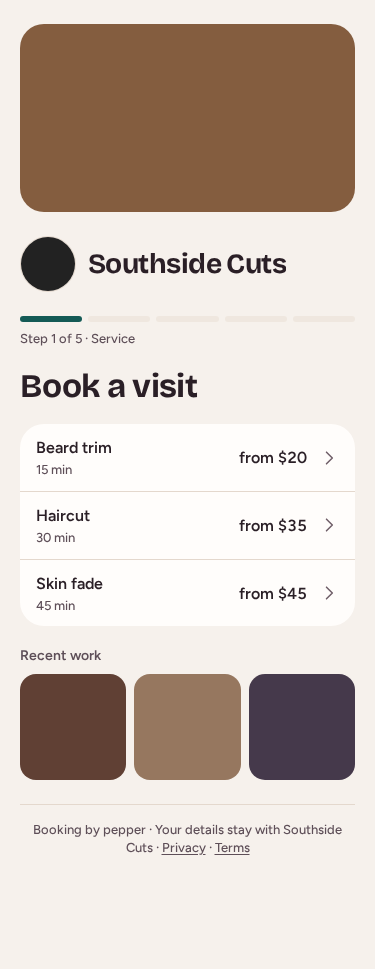 Southside Cuts
Step 1 of 5 · Service
Book a visit
Beard trim
15 min
from $20
Haircut
30 min
from $35
Skin fade
45 min
from $45
Recent work
Booking by pepper · Your details stay with Southside
Cuts · Privacy · Terms